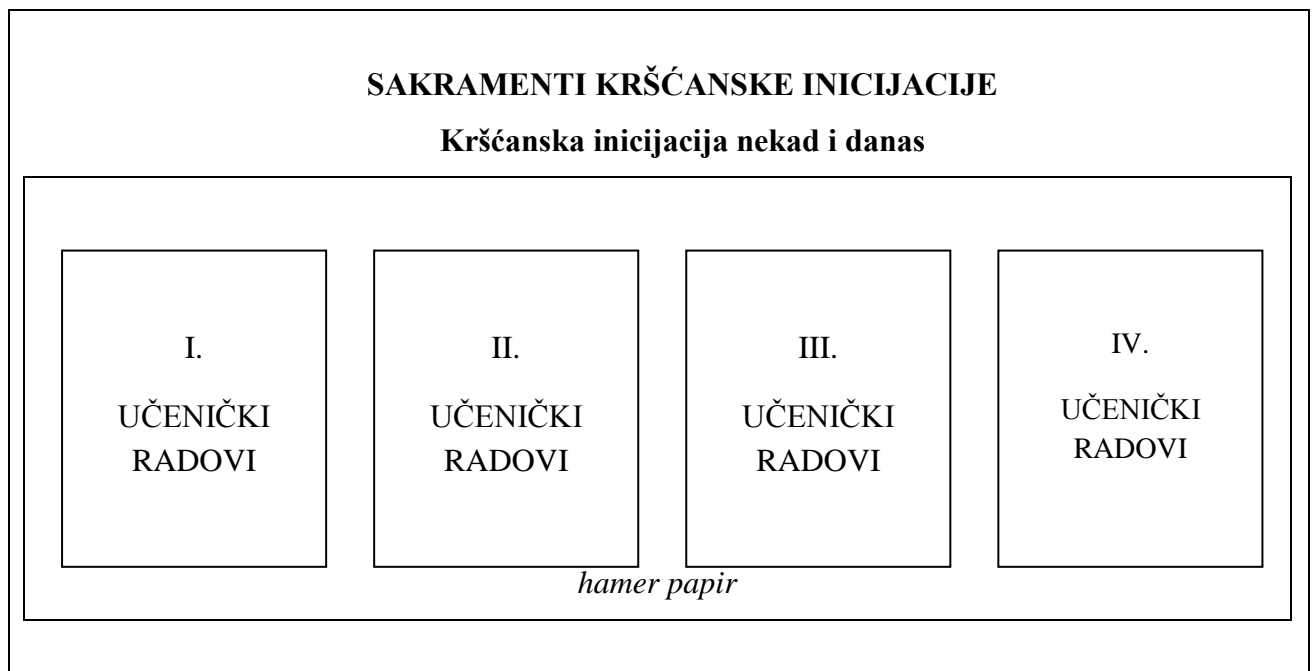 SAKRAMENTI KRŠĆANSKE INICIJACIJE
Kršćanska inicijacija nekad i danas
I.
UČENIČKI
RADOVI
II.
UČENIČKI
RADOVI
III.
UČENIČKI
RADOVI
IV.
UČENIČKI
RADOVI
hamer papir